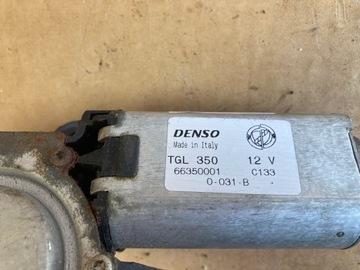 DENSO
Made in Italy
TGL 350 12 V
66350001 C133
0-031-B